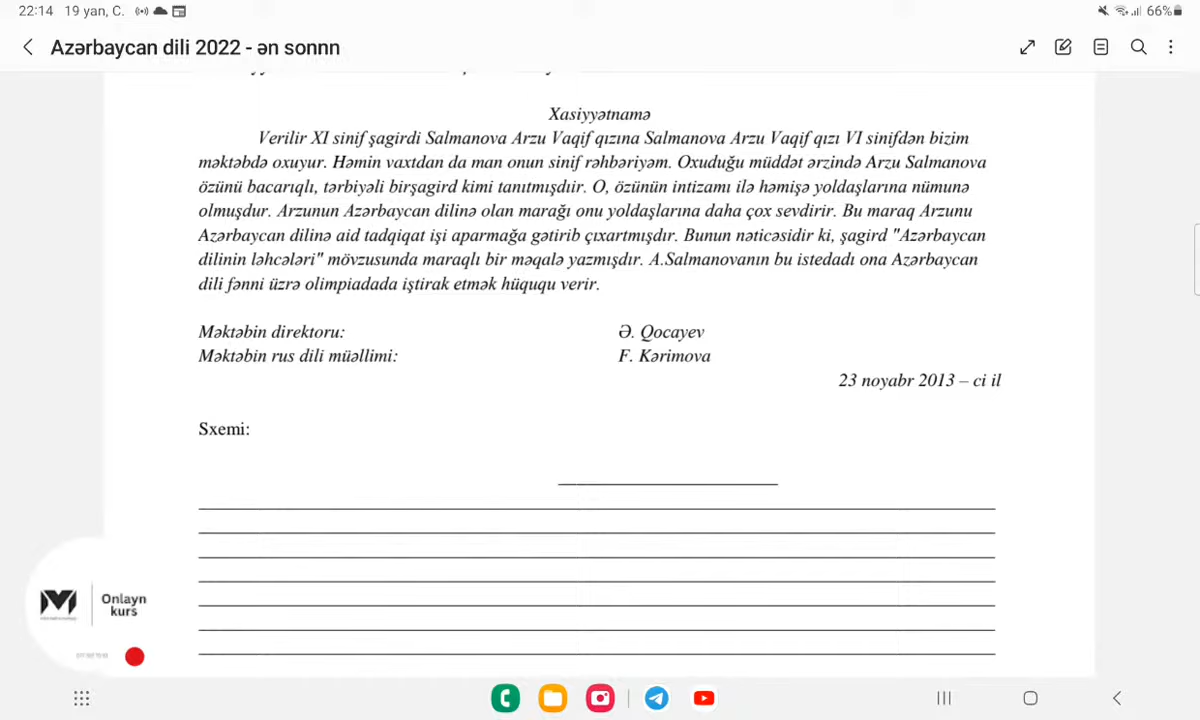 22:14 19 yan, C.
66%
Azərbaycan dili 2022 - ən sonnn
Xasiyyətnamə
Verilir XI sinif şagirdi Salmanova Arzu Vaqif qızına Salmanova Arzu Vaqif qızı VI sinifdən bizim
məktəbdə oxuyur. Həmin vaxtdan da man onun sinif rəhbəriyəm. Oxuduğu müddət ərzində Arzu Salmanova
özünü bacarıqlı, tərbiyəli birşagird kimi tanıtmışdıir. O, özünün intizamı ilə həmişə yoldaşlarına nümunə
olmuşdur. Arzunun Azərbaycan dilinə olan marağı onu yoldaşlarına daha çox sevdirir. Bu maraq Arzunu
Azərbaycan dilinə aid tadqiqat işi aparmağa gətirib çıxartmışdır. Bunun nəticəsidir ki, şagird "Azərbaycan
dilinin ləhcələri" mövzusunda maraqlı bir məqalə yazmışdır. A.Salmanovanın bu istedadı ona Azərbaycan
dili fənni üzrə olimpiadada iştirak etmək hüququ verir.
Məktəbin direktoru: Ə. Qocayev
Məktəbin rus dili müəllimi: F. Kərimova
23 noyabr 2013 – ci il
Sxemi:
Onlayn
kurs